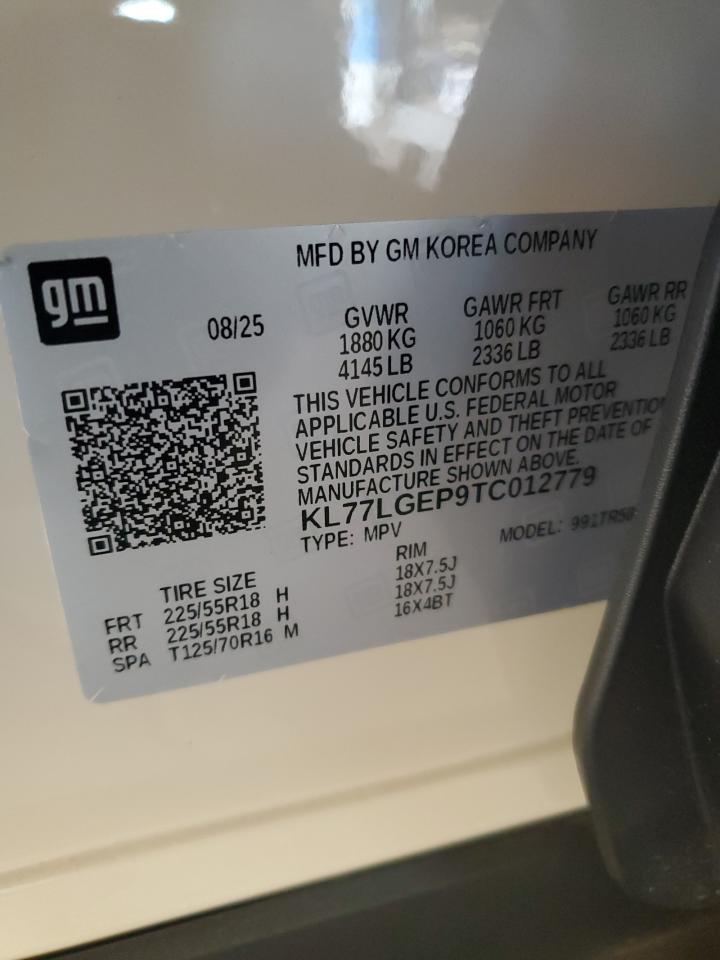 gm
MFD BY GM KOREA COMPANY
08/25
GVWR GAWR FRT GAWR RR
1880 KG 1060 KG 1060 KG
4145 LB 2336 LB 2336 LB
THIS VEHICLE CONFORMS TO ALL
APPLICABLE U.S. FEDERAL MOTOR
VEHICLE SAFETY AND THEFT PREVENTIO
STANDARDS IN EFFECT ON THE DATE OF
MANUFACTURE SHOWN ABOVE.
KL77LGEP9TC012779
TYPE: MPV MODEL:
TIRE SIZE RIM
FRT 225/55R18 H 18X7.5J
RR 225/55R18 H 18X7.5J
SPA T125/70R16 M 16X4BT